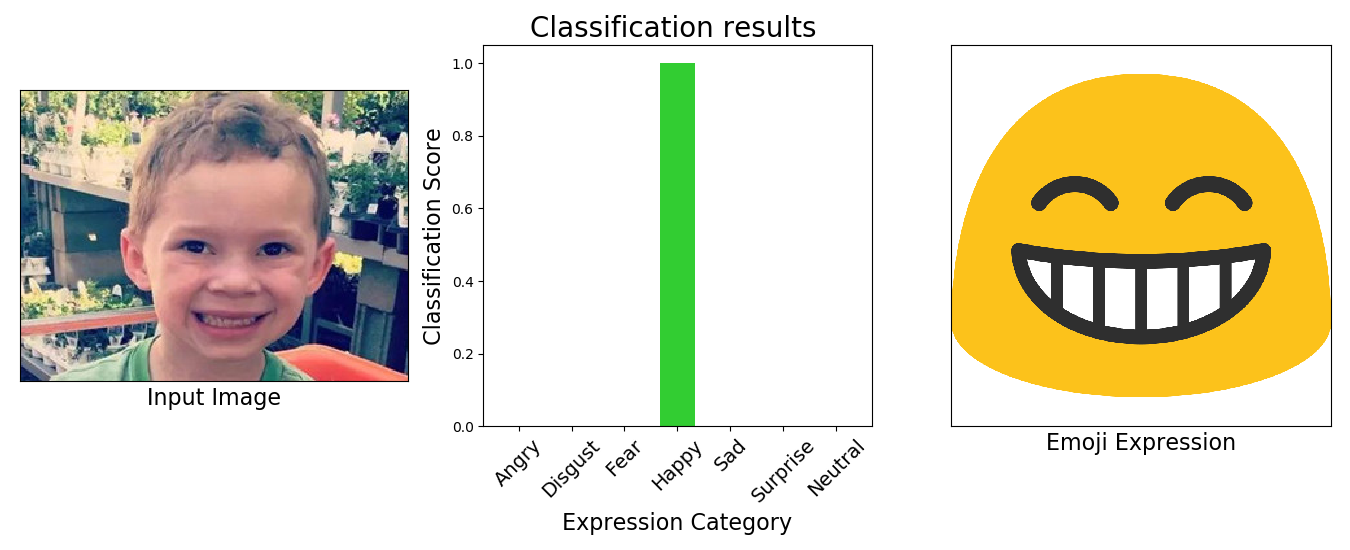 Classification results
Classification Score
1.0
0.8
0.6
0.4
0.2
0.0
Angry
Disgust
Fear
Happy
Sad
Surprise
Neutral
Expression Category
Input Image
Emoji Expression